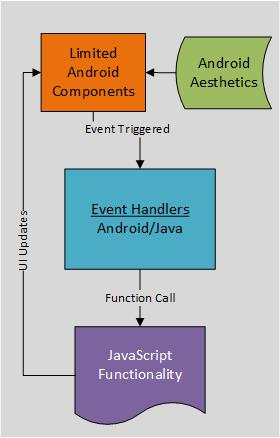 Limited
Android
Components
Android
Aesthetics
Event Triggered
Event Handlers
Android/Java
UI Updates
Function Call
JavaScript
Functionality